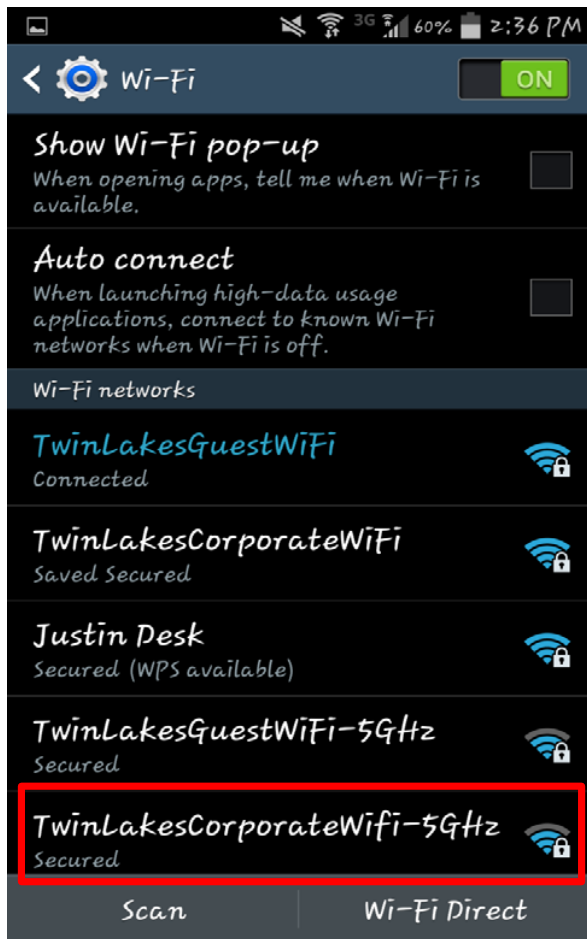 3G 60% 2:36 PM
Wi-Fi ON
Show Wi-Fi pop-up
When opening apps, tell me when Wi-Fi is
available.
Auto connect
When launching high-data usage
applications, connect to known Wi-Fi
networks when Wi-Fi is off.
Wi-Fi networks
TwinLakesGuestWiFi
Connected
TwinLakesCorporateWiFi
Saved Secured
Justin Desk
Secured (WPS available)
TwinLakesGuestWiFi-5GHz
Secured
TwinLakesCorporateWifi-5GHz
Secured
Scan Wi-Fi Direct